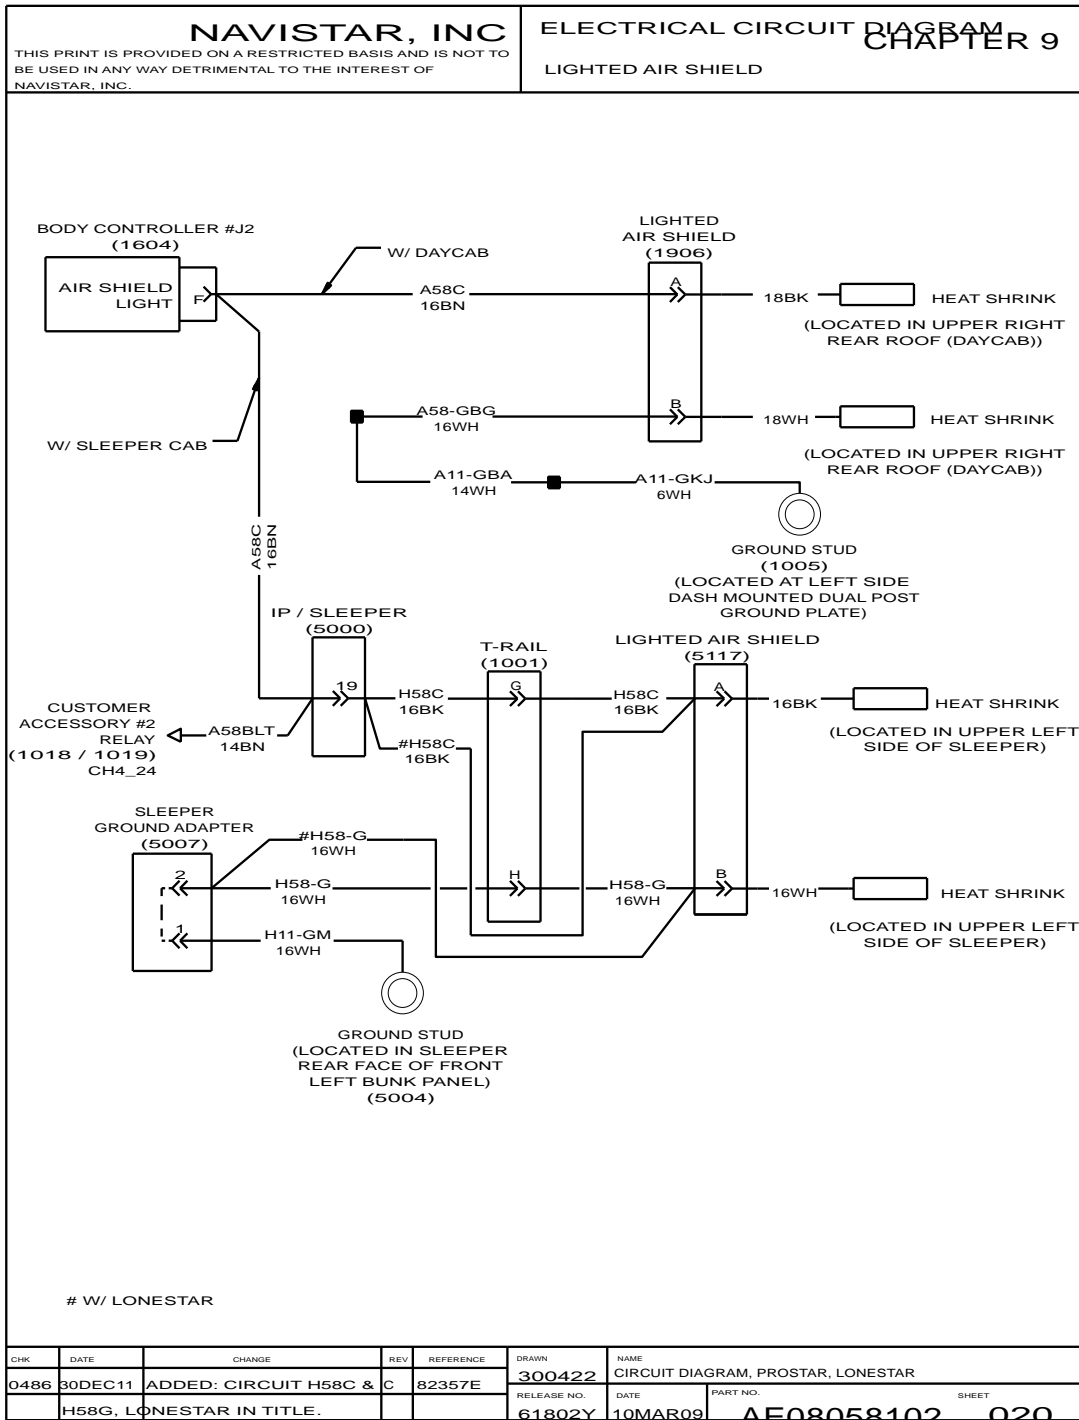 NAVISTAR, INC
THIS PRINT IS PROVIDED ON A RESTRICTED BASIS AND IS NOT TO
BE USED IN ANY WAY DETRIMENTAL TO THE INTEREST OF
NAVISTAR, INC.
ELECTRICAL CIRCUIT DIAGRAM
CHAPTER 9
LIGHTED AIR SHIELD
BODY CONTROLLER #J2
(1604)
AIR SHIELD
LIGHT
F
W/ DAYCAB
A58C
16BN
LIGHTED
AIR SHIELD
(1906)
A
18BK
HEAT SHRINK
(LOCATED IN UPPER RIGHT
REAR ROOF (DAYCAB))
W/ SLEEPER CAB
A58-GBG
16WH
B
18WH
HEAT SHRINK
(LOCATED IN UPPER RIGHT
REAR ROOF (DAYCAB))
A11-GBA
14WH
A11-GKJ
6WH
GROUND STUD
(1005)
(LOCATED AT LEFT SIDE
DASH MOUNTED DUAL POST
GROUND PLATE)
A58C
16BN
IP / SLEEPER
(5000)
19
T-RAIL
(1001)
G
LIGHTED AIR SHIELD
(5117)
A
H58C
16BK
H58C
16BK
16BK
HEAT SHRINK
(LOCATED IN UPPER LEFT
SIDE OF SLEEPER)
CUSTOMER
ACCESSORY #2
RELAY
(1018 / 1019)
CH4_24
A58BLT
14BN
#H58C
16BK
SLEEPER
GROUND ADAPTER
(5007)
#H58-G
16WH
2
H58-G
16WH
H
H58-G
16WH
B
16WH
HEAT SHRINK
(LOCATED IN UPPER LEFT
SIDE OF SLEEPER)
1
H11-GM
16WH
GROUND STUD
(LOCATED IN SLEEPER
REAR FACE OF FRONT
LEFT BUNK PANEL)
(5004)
# W/ LONESTAR
CHK DATE CHANGE REV REFERENCE
0486 30DEC11 ADDED: CIRCUIT H58C & C 82357E
H58G, LONESTAR IN TITLE.
DRAWN
300422
NAME
CIRCUIT DIAGRAM, PROSTAR, LONESTAR
RELEASE NO.
61802Y
DATE
10MAR09
PART NO.
AE08058102
SHEET
020